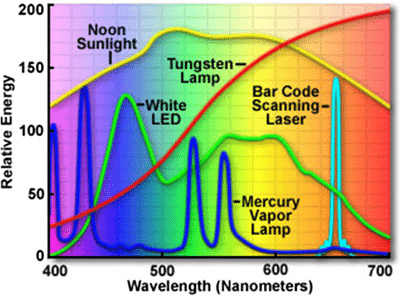 200
150
100
50
0
Relative Energy
Noon
Sunlight
Tungsten
Lamp
White
LED
Bar Code
Scanning
Laser
Mercury
Vapor
Lamp
400
500
600
700
Wavelength (Nanometers)